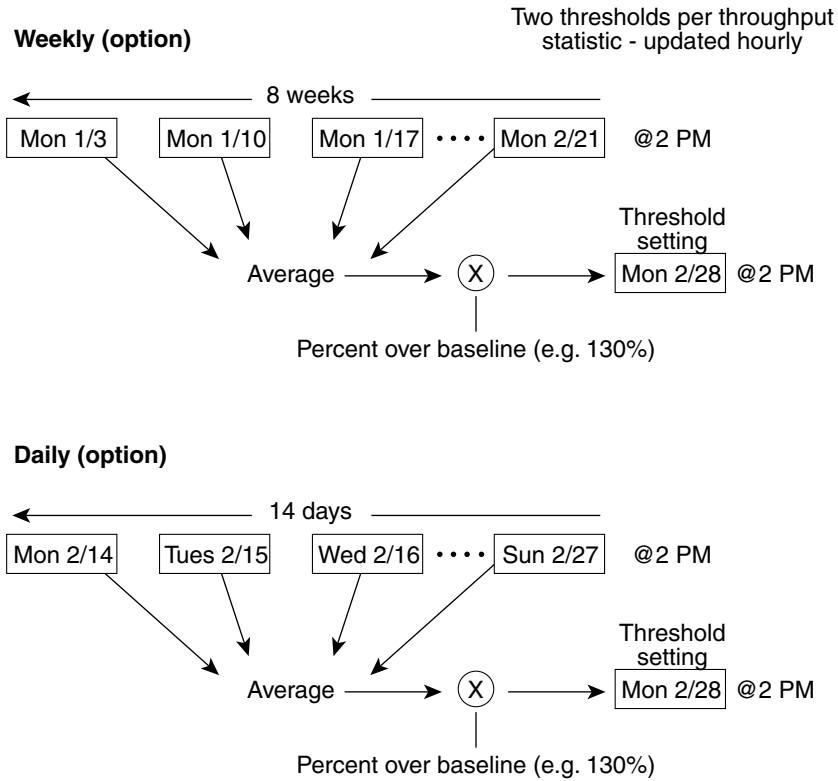 Two thresholds per throughput
Weekly (option)
statistic - updated hourly
8 weeks
Mon 1/3 Mon 1/10 Mon 1/17 •••• Mon 2/21 @2 PM
Threshold
setting
Average X Mon 2/28 @2 PM
Percent over baseline (e.g. 130%)
Daily (option)
14 days
Mon 2/14 Tues 2/15 Wed 2/16 •••• Sun 2/27 @2 PM
Threshold
setting
Average X Mon 2/28 @2 PM
Percent over baseline (e.g. 130%)